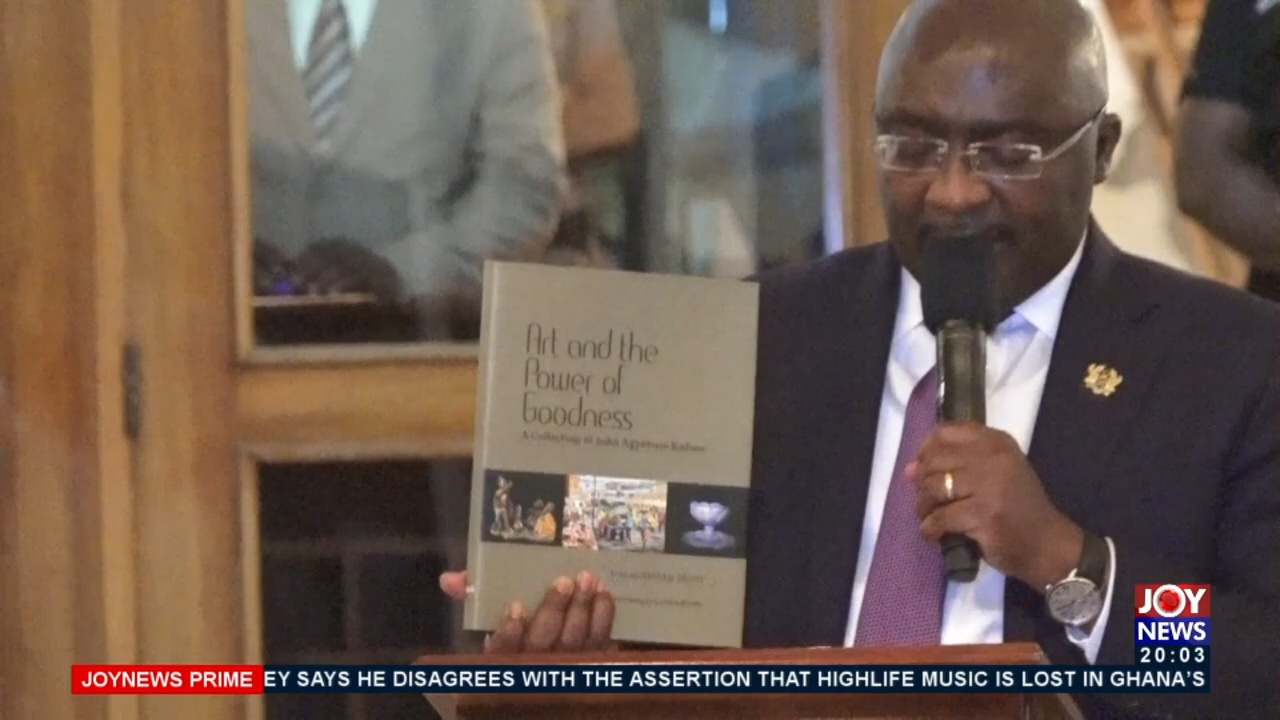 Art and the
Power of
Goodness
A Collection of John Agyekum Kufuor
JOY
NEWS
20:03
JOYNEWS PRIME EY SAYS HE DISAGREES WITH THE ASSERTION THAT HIGHLIFE MUSIC IS LOST IN GHANA'S